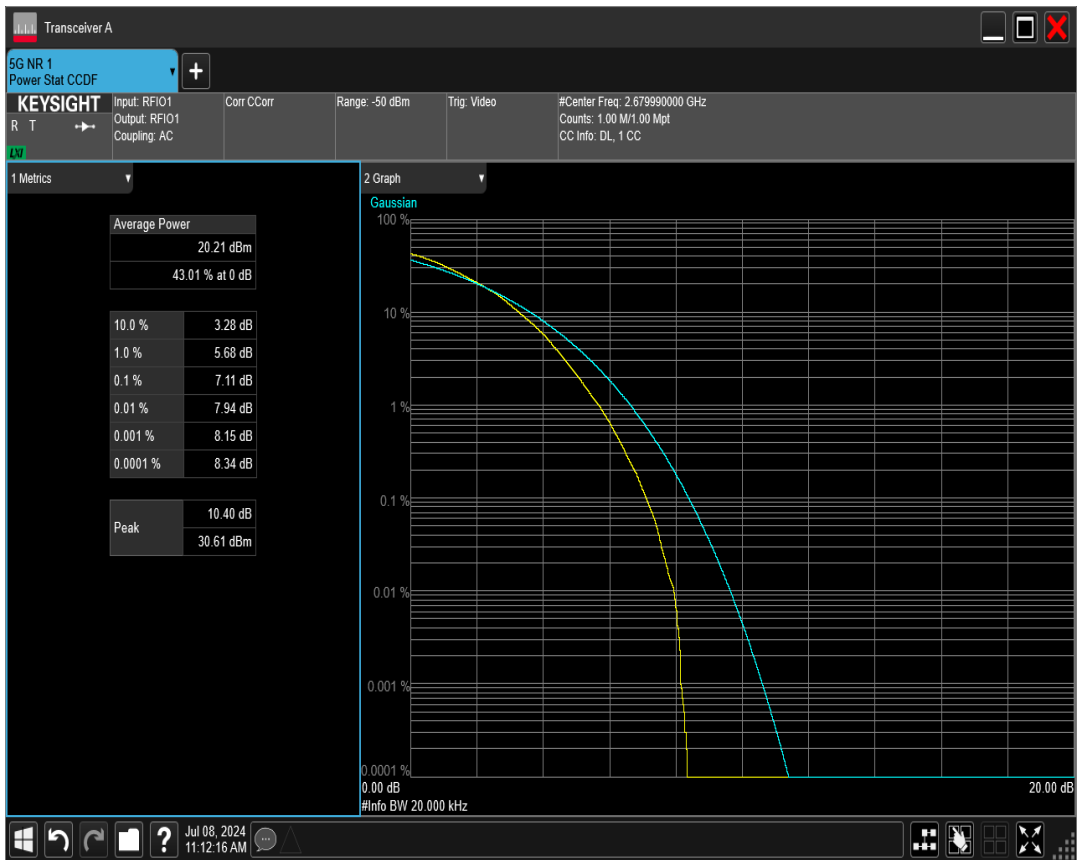 Transceiver A
5G NR 1
Power Stat CCDF
+
KEYSIGHT
R T
LXI
Input: RFIO1
Output: RFIO1
Coupling: AC
Corr CCorr
Range: -50 dBm
Trig: Video
#Center Freq: 2.679990000 GHz
Counts: 1.00 M/1.00 Mpt
CC Info: DL, 1 CC
1 Metrics
Average Power
20.21 dBm
43.01 % at 0 dB
10.0 % 3.28 dB
1.0 % 5.68 dB
0.1 % 7.11 dB
0.01 % 7.94 dB
0.001 % 8.15 dB
0.0001 % 8.34 dB
Peak
10.40 dB
30.61 dBm
2 Graph
Gaussian
100 %
10 %
1 %
0.1 %
0.01 %
0.001 %
0.0001 %
0.00 dB 20.00 dB
#Info BW 20.000 kHz
?
Jul 08, 2024
11:12:16 AM